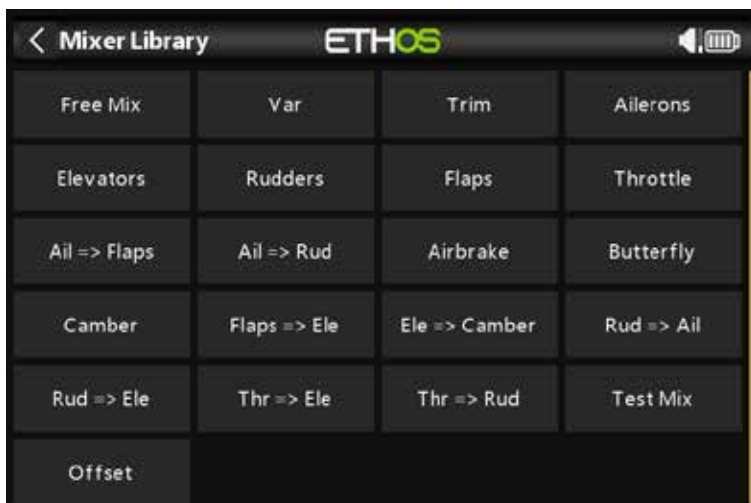 Mixer Library ETHOS
Free Mix Var Trim Ailerons
Elevators Rudders Flaps Throttle
Ail => Flaps Ail => Rud Airbrake Butterfly
Camber Flaps => Ele Ele => Camber Rud => Ail
Rud => Ele Thr => Ele Thr => Rud Test Mix
Offset